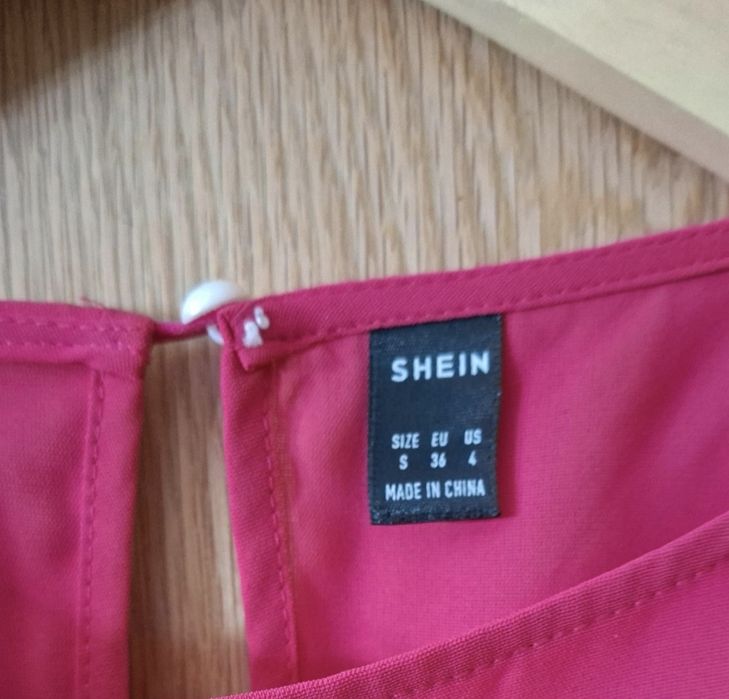 SHEIN
SIZE EU US
S 36 4
MADE IN CHINA